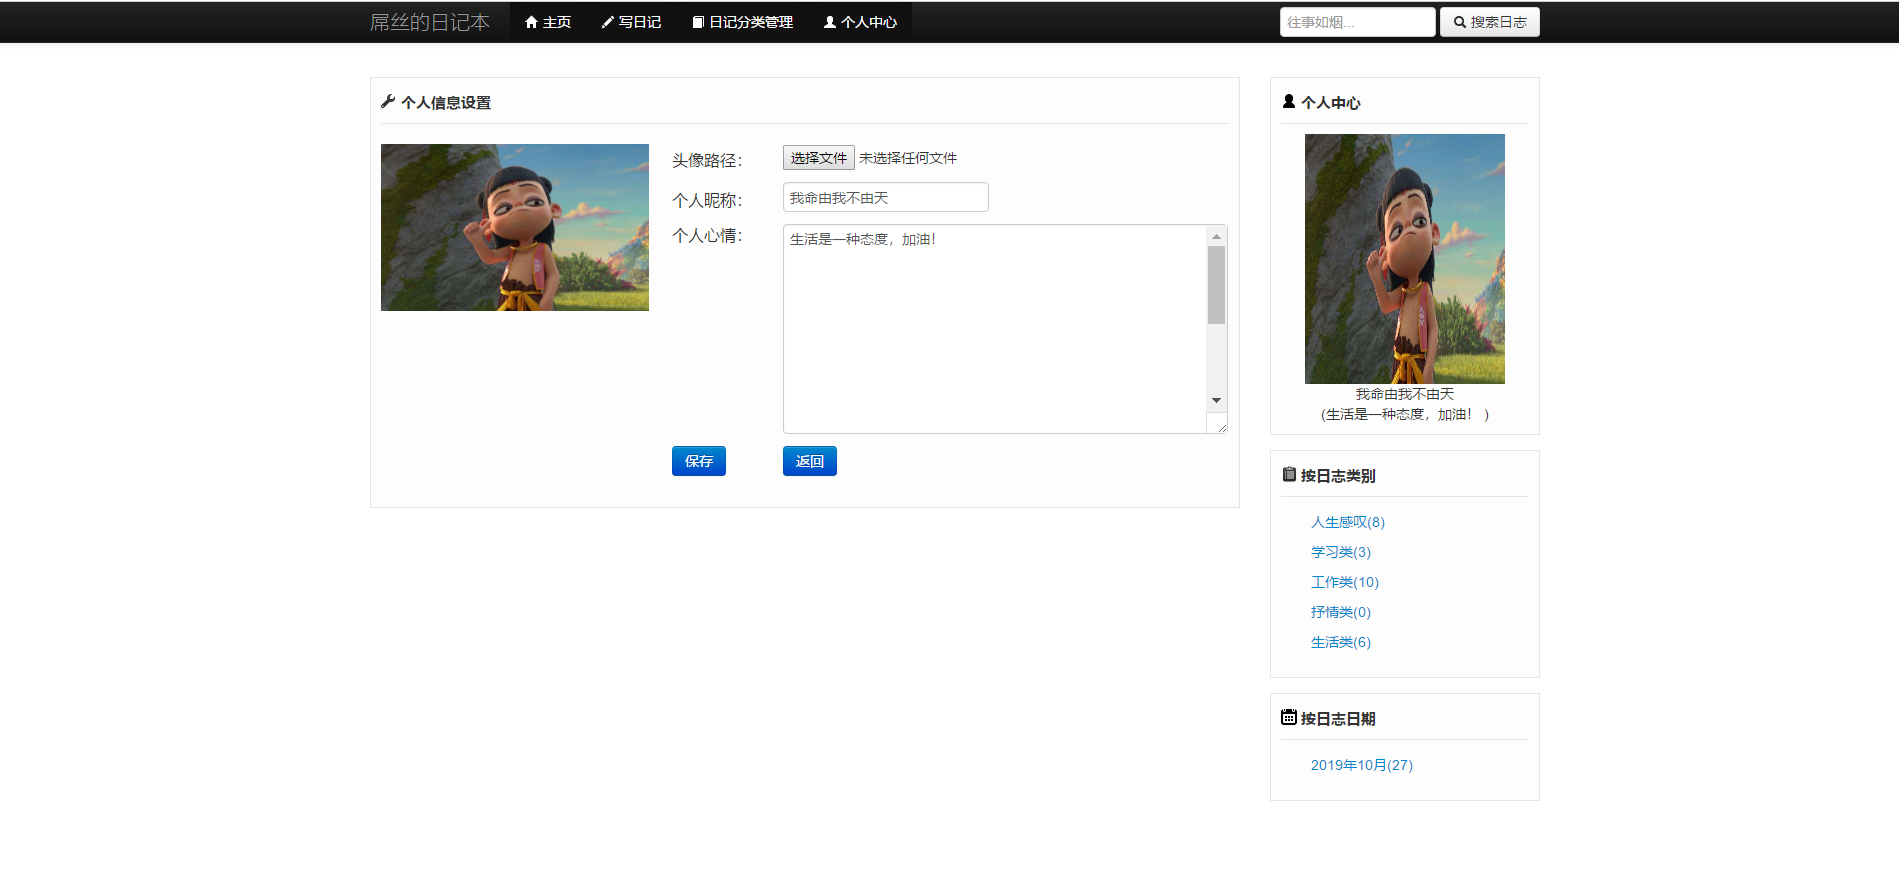 屌丝的日记本 主页 写日记 日记分类管理 个人中心 往事如烟... 搜索日志
个人信息设置
头像路径： 选择文件 未选择任何文件
个人昵称： 我命由我不由天
个人心情： 生活是一种态度，加油！
保存 返回
个人中心
我命由我不由天
(生活是一种态度，加油！ )
按日志类别
人生感叹(8)
学习类(3)
工作类(10)
抒情类(0)
生活类(6)
按日志日期
2019年10月(27)